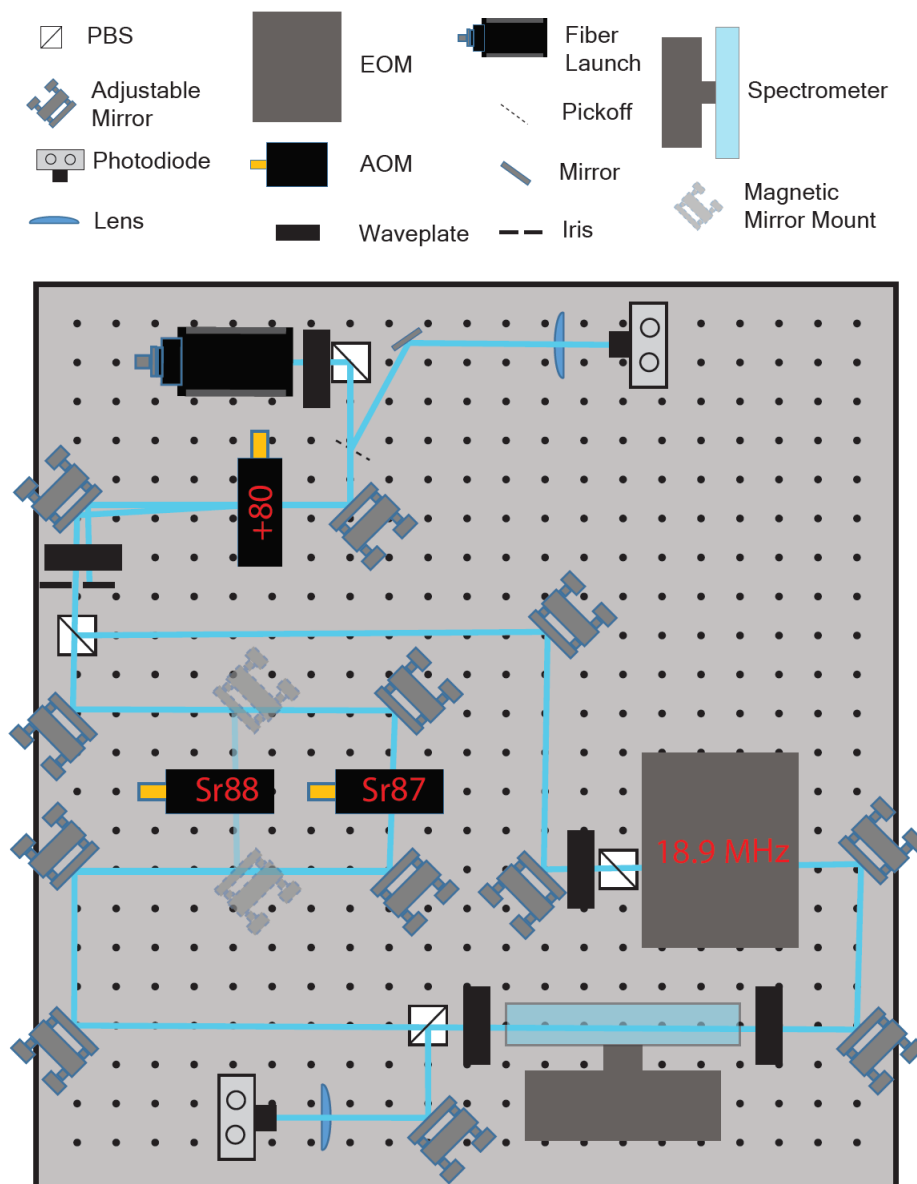 PBS
EOM
Fiber
Launch
Spectrometer
Adjustable
Mirror
Pickoff
Photodiode
AOM
Mirror
Magnetic
Mirror Mount
Lens
Waveplate
Iris
+80
Sr88
Sr87
18.9 MHz